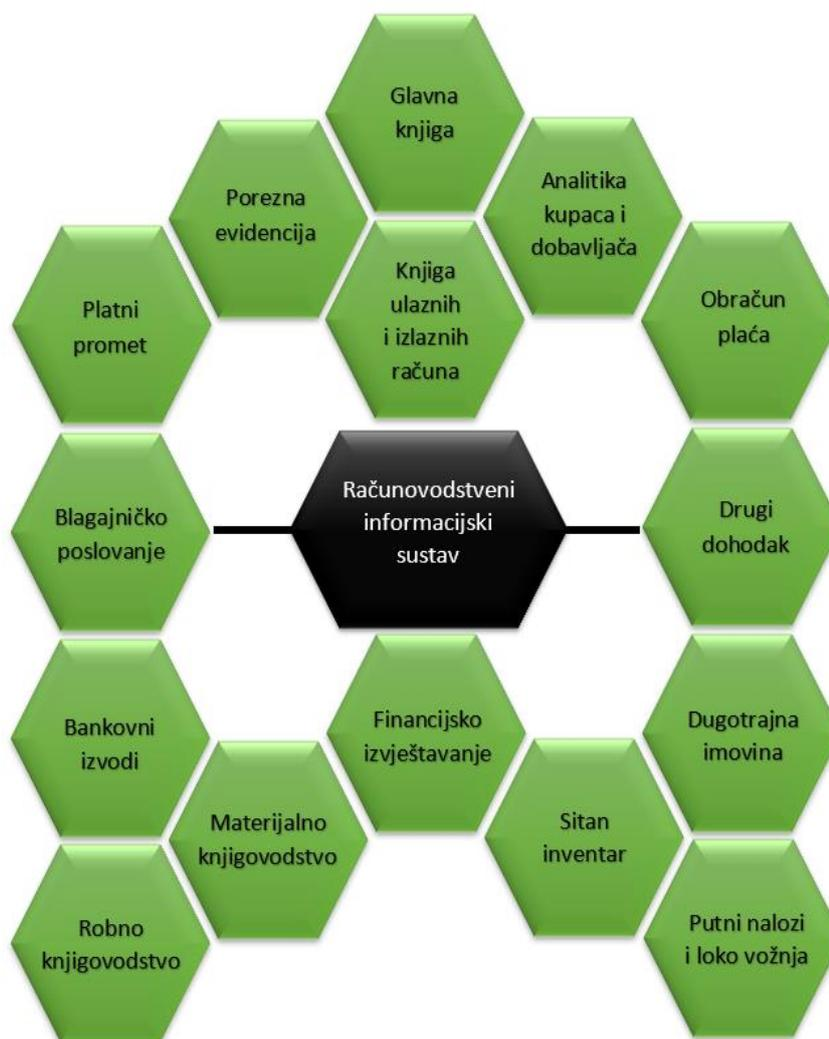 Glavna
knjiga
Porezna
evidencija
Analitika
kupaca i
dobavljača
Platni
promet
Knjiga
ulaznih
i izlaznih
računa
Obračun
plaća
Blagajničko
poslovanje
Računovodstveni
informacijski
sustav
Drugi
dohodak
Bankovni
izvodi
Financijsko
izvještavanje
Dugotrajna
imovina
Materijalno
knjigovodstvo
Sitan
inventar
Robno
knjigovodstvo
Putni nalozi
i loko vožnja